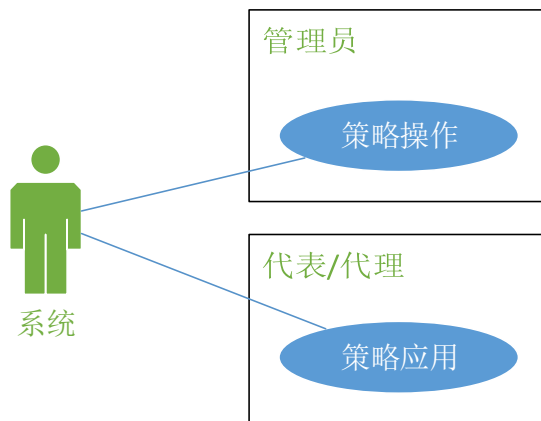 管理员
策略操作
系统
代表/代理
策略应用